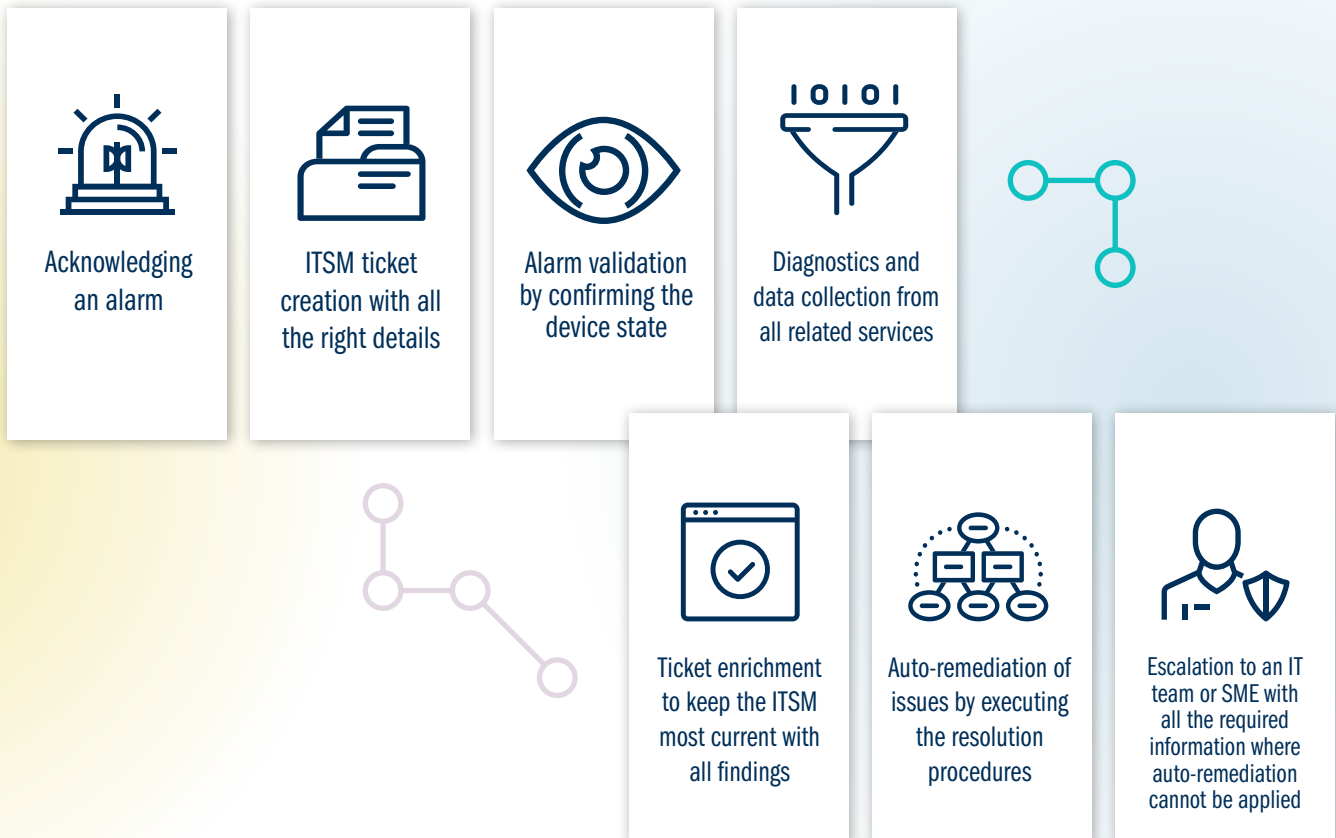 Acknowledging
an alarm
ITSM ticket
creation with all
the right details
Alarm validation
by confirming the
device state
10101
Diagnostics and
data collection from
all related services
Ticket enrichment
to keep the ITSM
most current with
all findings
Auto-remediation of
issues by executing
the resolution
procedures
Escalation to an IT
team or SME with
all the required
information where
auto-remediation
cannot be applied